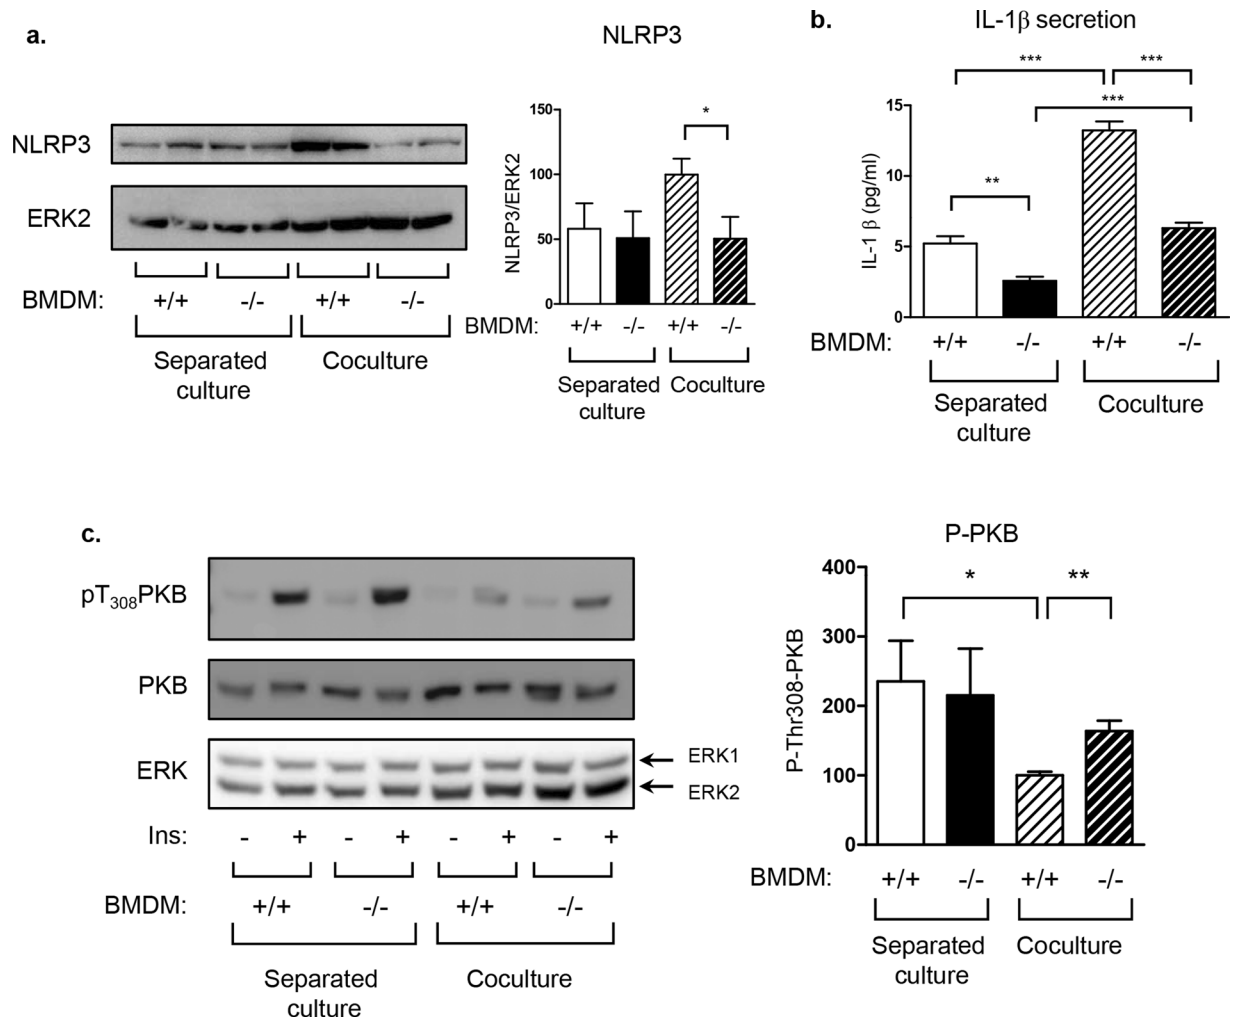 a.
NLRP3
ERK2
BMDM: +/+ -/- +/+ -/-
Separated
culture
Coculture
NLRP3
NLRP3/ERK2
150
100
50
0
*
BMDM: +/+ -/- +/+ -/-
Separated
culture
Coculture
b.
IL-1β secretion
IL-1 β (pg/ml)
15
10
5
0
*** ***
***
**
BMDM: +/+ -/- +/+ -/-
Separated
culture
Coculture
c.
pT308PKB
PKB
ERK
ERK1
ERK2
Ins: - + - + - + - +
BMDM: +/+ -/- +/+ -/-
Separated
culture
Coculture
P-PKB
P-Thr308-PKB
400
300
200
100
0
* **
BMDM: +/+ -/- +/+ -/-
Separated
culture
Coculture